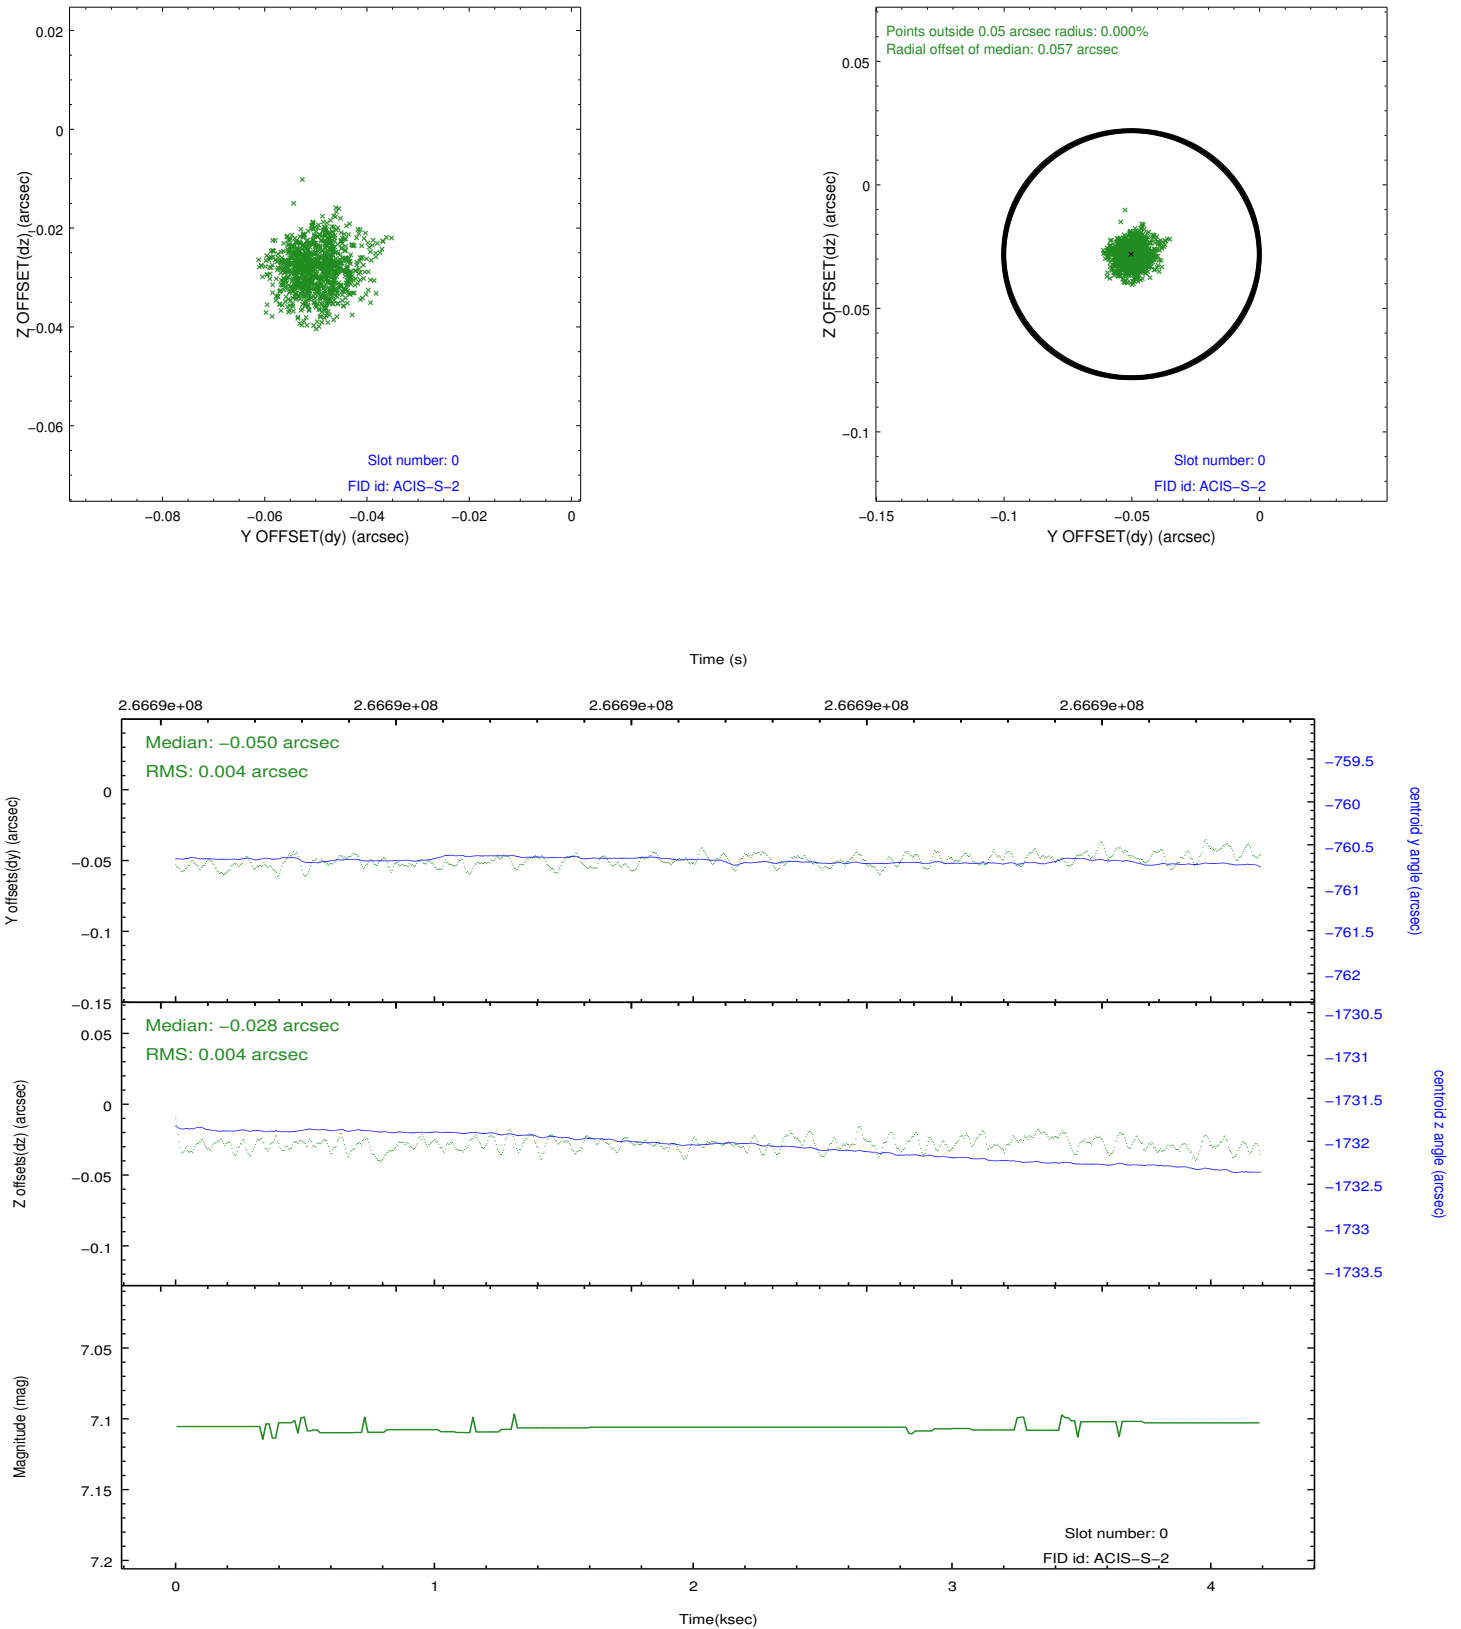 0.02
0
−0.02
−0.04
−0.06
Z OFFSET(dz) (arcsec)
Slot number: 0
FID id: ACIS−S−2
−0.08
−0.06
−0.04
−0.02
0
Y OFFSET(dy) (arcsec)
Points outside 0.05 arcsec radius: 0.000%
Radial offset of median: 0.057 arcsec
0.05
0
−0.05
−0.1
Z OFFSET(dz) (arcsec)
Slot number: 0
FID id: ACIS−S−2
−0.15
−0.1
−0.05
0
Y OFFSET(dy) (arcsec)
Time (s)
2.6669e+08
2.6669e+08
2.6669e+08
2.6669e+08
2.6669e+08
Median: −0.050 arcsec
RMS: 0.004 arcsec
0
−0.05
−0.1
−0.15
Y offsets(dy) (arcsec)
−759.5
−760
−760.5
−761
−761.5
−762
centroid y angle (arcsec)
Median: −0.028 arcsec
RMS: 0.004 arcsec
0.05
0
−0.05
−0.1
Z offsets(dz) (arcsec)
−1730.5
−1731
−1731.5
−1732
−1732.5
−1733
−1733.5
centroid z angle (arcsec)
7.05
7.1
7.15
7.2
Magnitude (mag)
Slot number: 0
FID id: ACIS−S−2
0
1
2
3
4
Time(ksec)